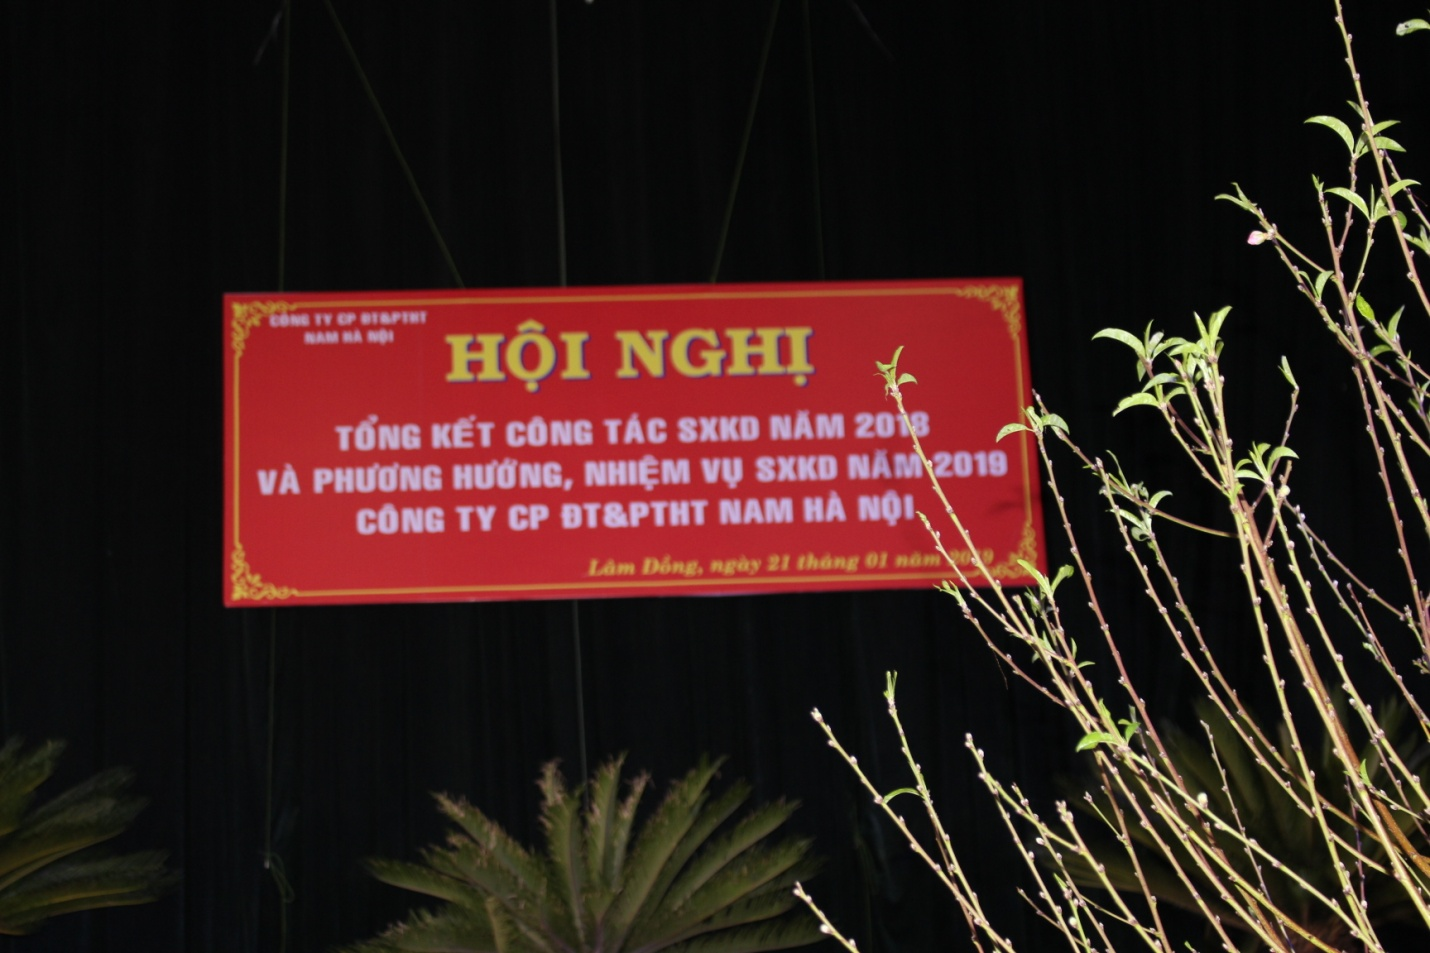 CÔNG TY CP ĐT&PTHT
NAM HÀ NỘI
HỘI NGHỊ
TỔNG KẾT CÔNG TÁC SXKD NĂM 2018
VÀ PHƯƠNG HƯỚNG, NHIỆM VỤ SXKD NĂM 2019
CÔNG TY CP ĐT&PTHT NAM HÀ NỘI
Lâm Đồng, ngày 21 tháng 01 năm 2019